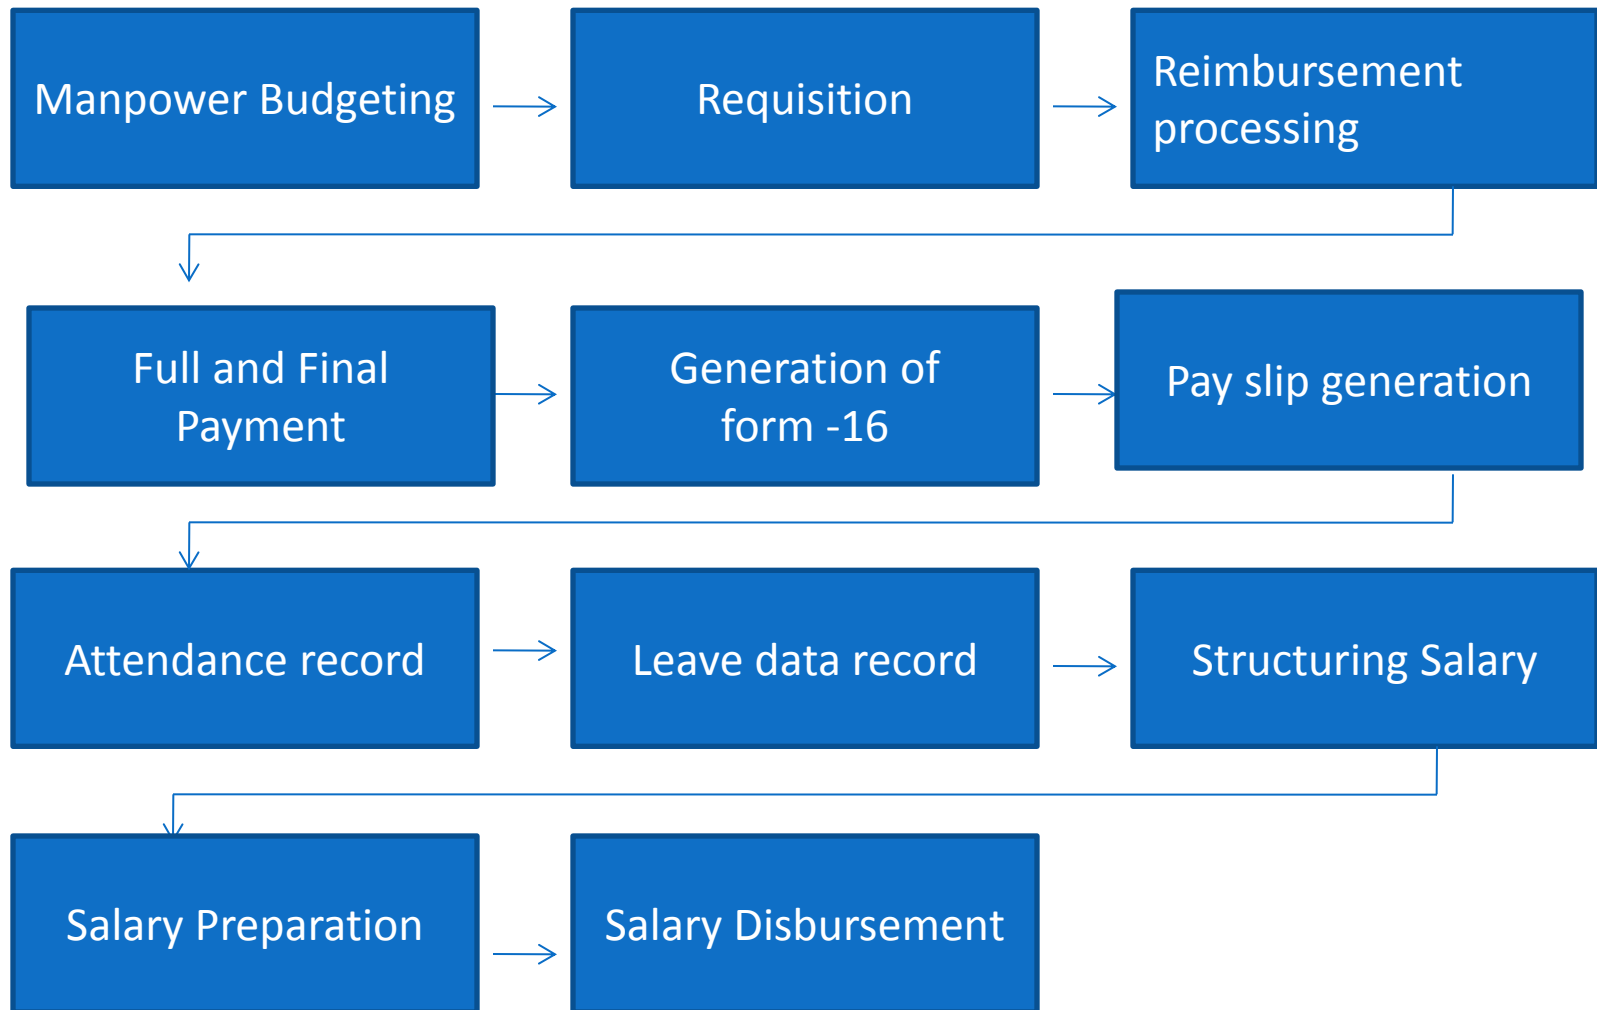 Manpower Budgeting
Requisition
Reimbursement
processing
Full and Final
Payment
Generation of
form -16
Pay slip generation
Attendance record
Leave data record
Structuring Salary
Salary Preparation
Salary Disbursement